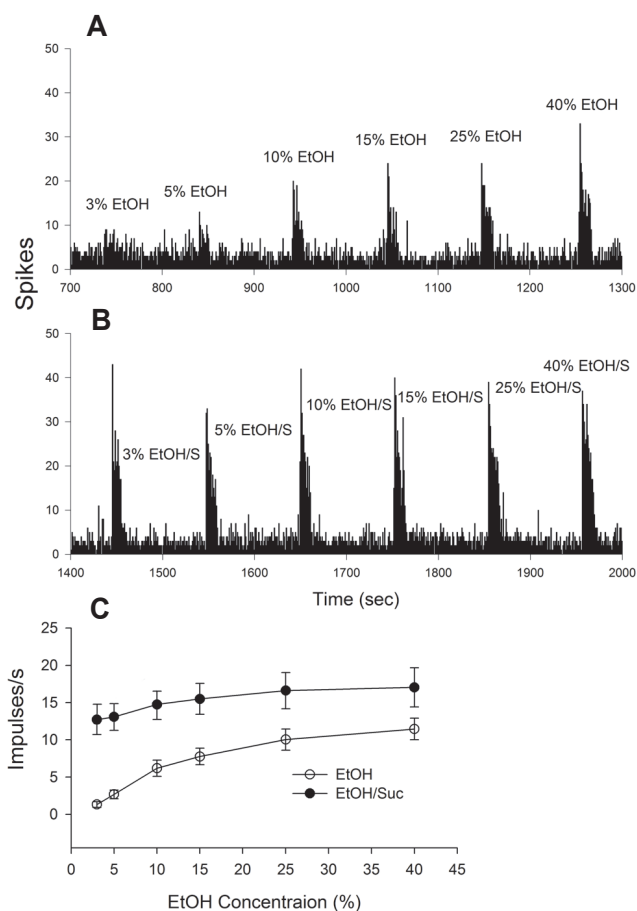 A
Spikes
50
40
30
20
10
0
3% EtOH
5% EtOH
10% EtOH
15% EtOH
25% EtOH
40% EtOH
700 800 900 1000 1100 1200 1300
B
50
40
30
20
10
0
3% EtOH/S
5% EtOH/S
10% EtOH/S
15% EtOH/S
25% EtOH/S
40% EtOH/S
1400 1500 1600 1700 1800 1900 2000
Time (sec)
C
Impulses/s
25
20
15
10
5
0
EtOH
EtOH/Suc
0 5 10 15 20 25 30 35 40 45
EtOH Concentraion (%)